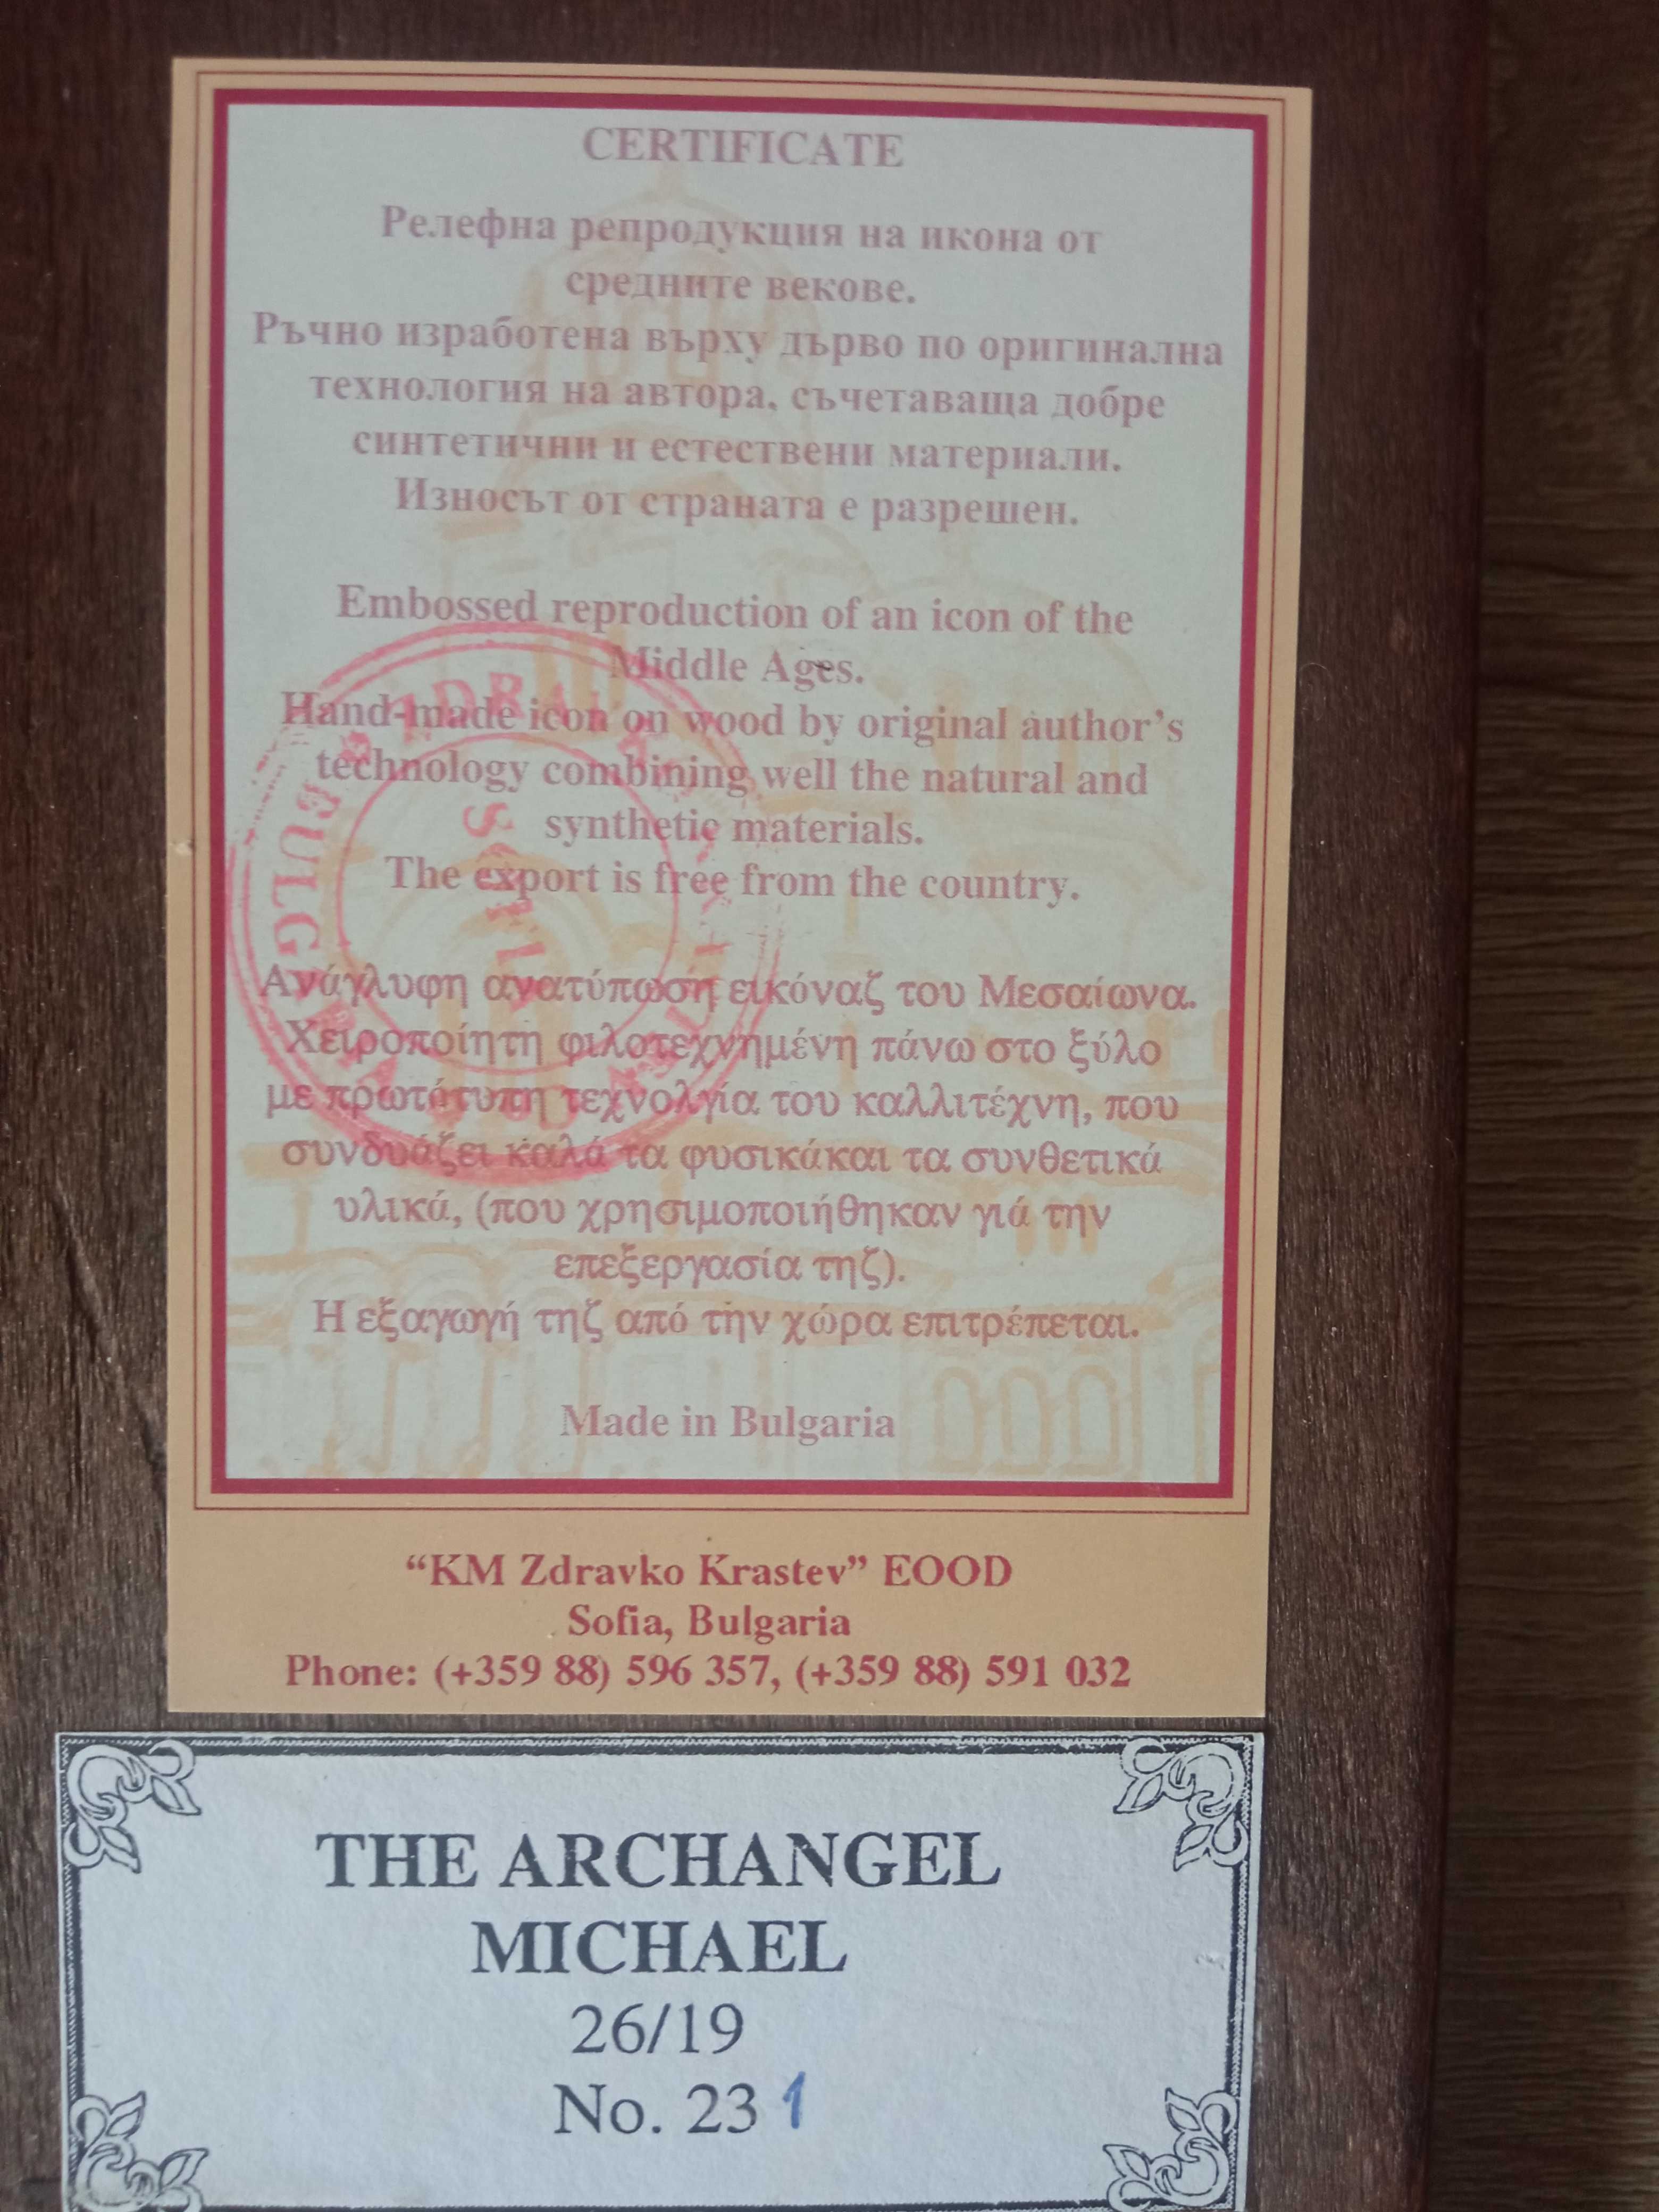 CERTIFICATE
Релефна репродукция на икона от
средните векове.
Ръчно изработена върху дърво по оригинална
технология на автора, съчетаваща добре
синтетични и естествени материали.
Износът от страната е разрешен.
Embossed reproduction of an icon of the
Middle Ages.
Hand-made icon on wood by original author’s
technology combining well the natural and
synthetic materials.
The export is free from the country.
Ανάγλυφη ανατύπωση εικόναζ του Μεσαίωνα.
Χειροποίητη φιλοτεχνημένη πάνω στο ξύλο
με πρωτότυπη τεχνολγία του καλλιτέχνη, που
συνδυάζει καλά τα φυσικάκαι τα συνθετικά
υλικά, (που χρησιμοποιήθηκαν γιά την
επεξεργασία τηζ).
Η εξαγωγή τηζ από την χώρα επιτρέπεται.
Made in Bulgaria
SOFIA
“KM Zdravko Krastev” EOOD
Sofia, Bulgaria
Phone: (+359 88) 596 357, (+359 88) 591 032
THE ARCHANGEL
MICHAEL
26/19
No. 23 1